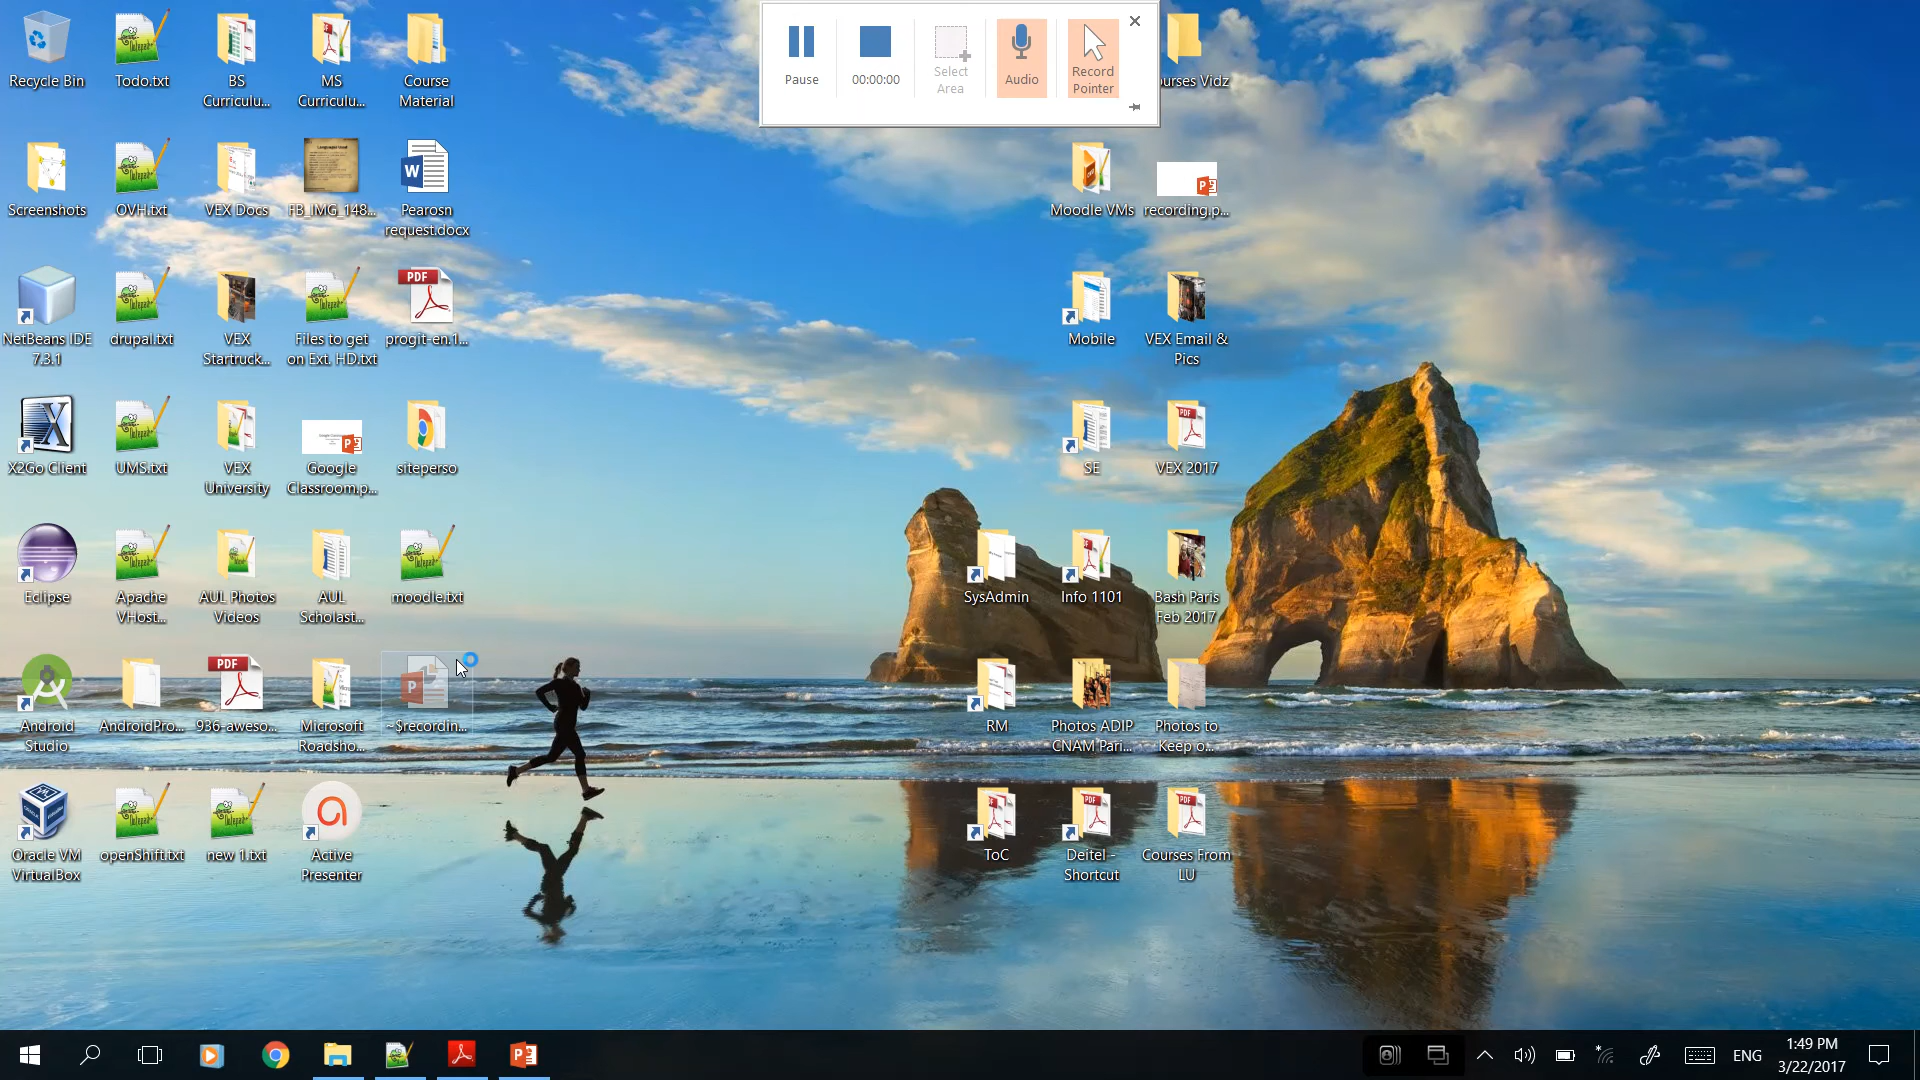 Pause
00:00:00
Select
Area
Audio
Record
Pointer
Recycle Bin
Todo.txt
BS
Curriculu...
MS
Curriculu...
Course
Material
urses Vidz
Screenshots
OVH.txt
VEX Docs
FB_IMG_148...
Pearosn
request.docx
Moodle VMs
recording.p...
NetBeans IDE
7.3.1
drupal.txt
VEX
Startruck...
Files to get
on Ext. HD.txt
PDF
progit-en.1...
Mobile
VEX Email &
Pics
X2Go Client
UMS.txt
VEX
University
Google
Classroom.p...
siteperso
SE
VEX 2017
Eclipse
Apache
VHost...
AUL Photos
Videos
AUL
Scholast...
moodle.txt
SysAdmin
Info 1101
Bash Paris
Feb 2017
Android
Studio
AndroidPro...
PDF
936-aweso...
Microsoft
Roadsho...
~$recordin...
RM
Photos ADIP
CNAM Pari...
Photos to
Keep o...
Oracle VM
VirtualBox
openShift.txt
new 1.txt
Active
Presenter
ToC
Deitel -
Shortcut
Courses From
LU
ENG
1:49 PM
3/22/2017